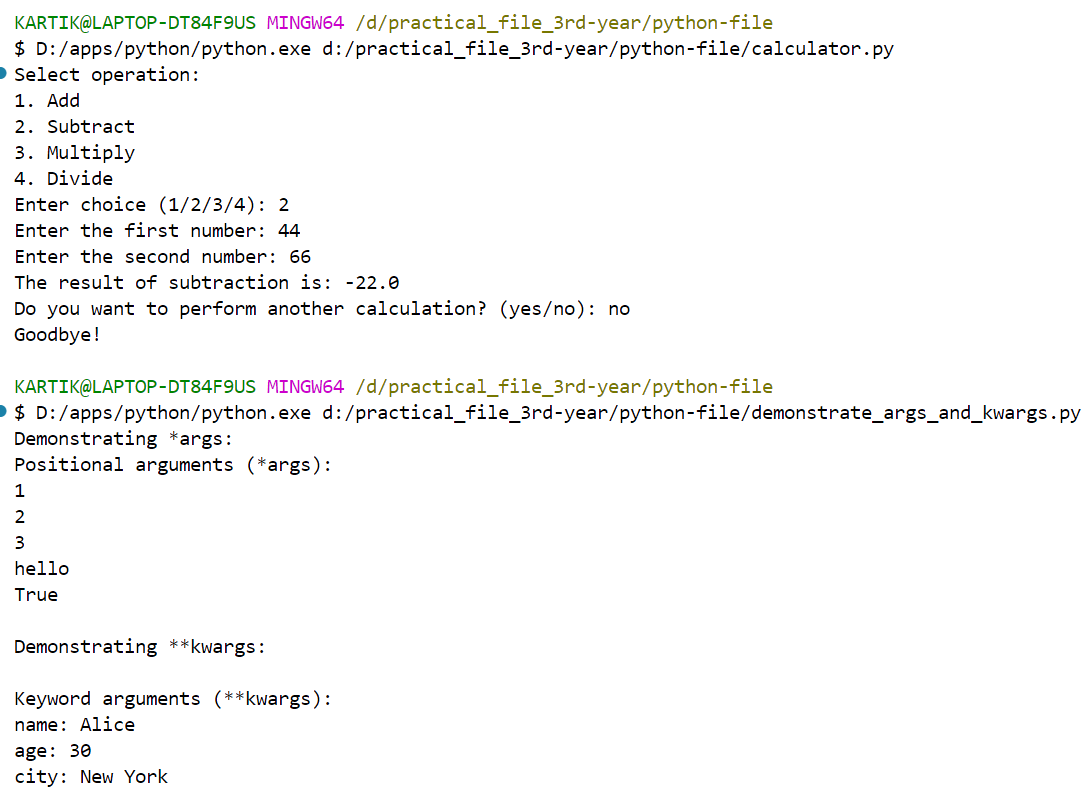 KARTIK@LAPTOP-DT84F9US MINGW64 /d/practical_file_3rd-year/python-file
$ D:/apps/python/python.exe d:/practical_file_3rd-year/python-file/calculator.py
Select operation:
1. Add
2. Subtract
3. Multiply
4. Divide
Enter choice (1/2/3/4): 2
Enter the first number: 44
Enter the second number: 66
The result of subtraction is: -22.0
Do you want to perform another calculation? (yes/no): no
Goodbye!

KARTIK@LAPTOP-DT84F9US MINGW64 /d/practical_file_3rd-year/python-file
$ D:/apps/python/python.exe d:/practical_file_3rd-year/python-file/demonstrate_args_and_kwargs.py
Demonstrating *args:
Positional arguments (*args):
1
2
3
hello
True

Demonstrating **kwargs:

Keyword arguments (**kwargs):
name: Alice
age: 30
city: New York